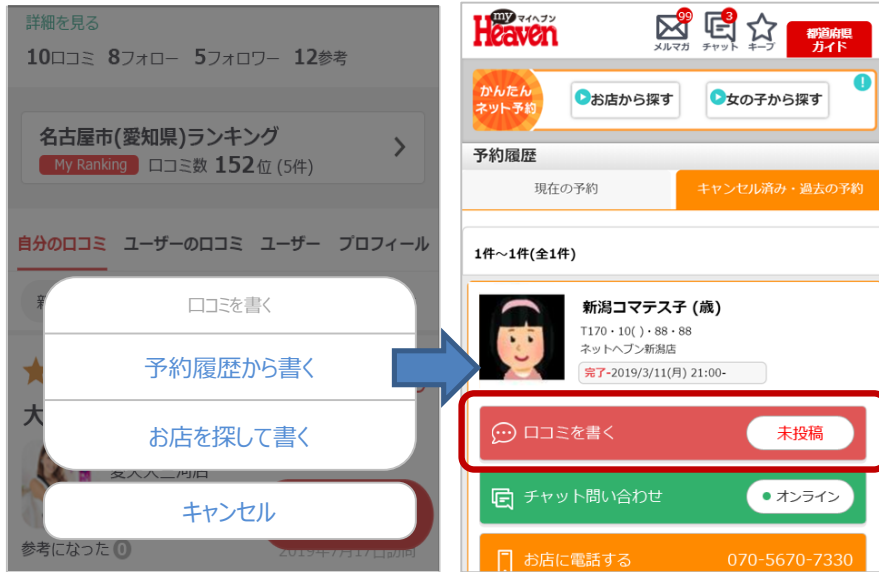 詳細を見る
10口コミ 8フォロー 5フォロワー 12参考
名古屋市(愛知県)ランキング
My Ranking 口コミ数 152位 (5件)
自分の口コミ ユーザーの口コミ ユーザー プロフィール
口コミを書く
予約履歴から書く
お店を探して書く
大
キャンセル
参考になった 0
2019年7月17日訪問
my マイヘブン
Heaven
99
メルマガ
3
チャット
キープ
都道府県
ガイド
かんたん
ネット予約
お店から探す
女の子から探す
!
予約履歴
現在の予約
キャンセル済み・過去の予約
1件～1件(全1件)
新潟コマテス子 (歳)
T170・10( )・88・88
ネットヘブン新潟店
完了-2019/3/11(月) 21:00-
口コミを書く
未投稿
チャット問い合わせ
オンライン
お店に電話する
070-5670-7330